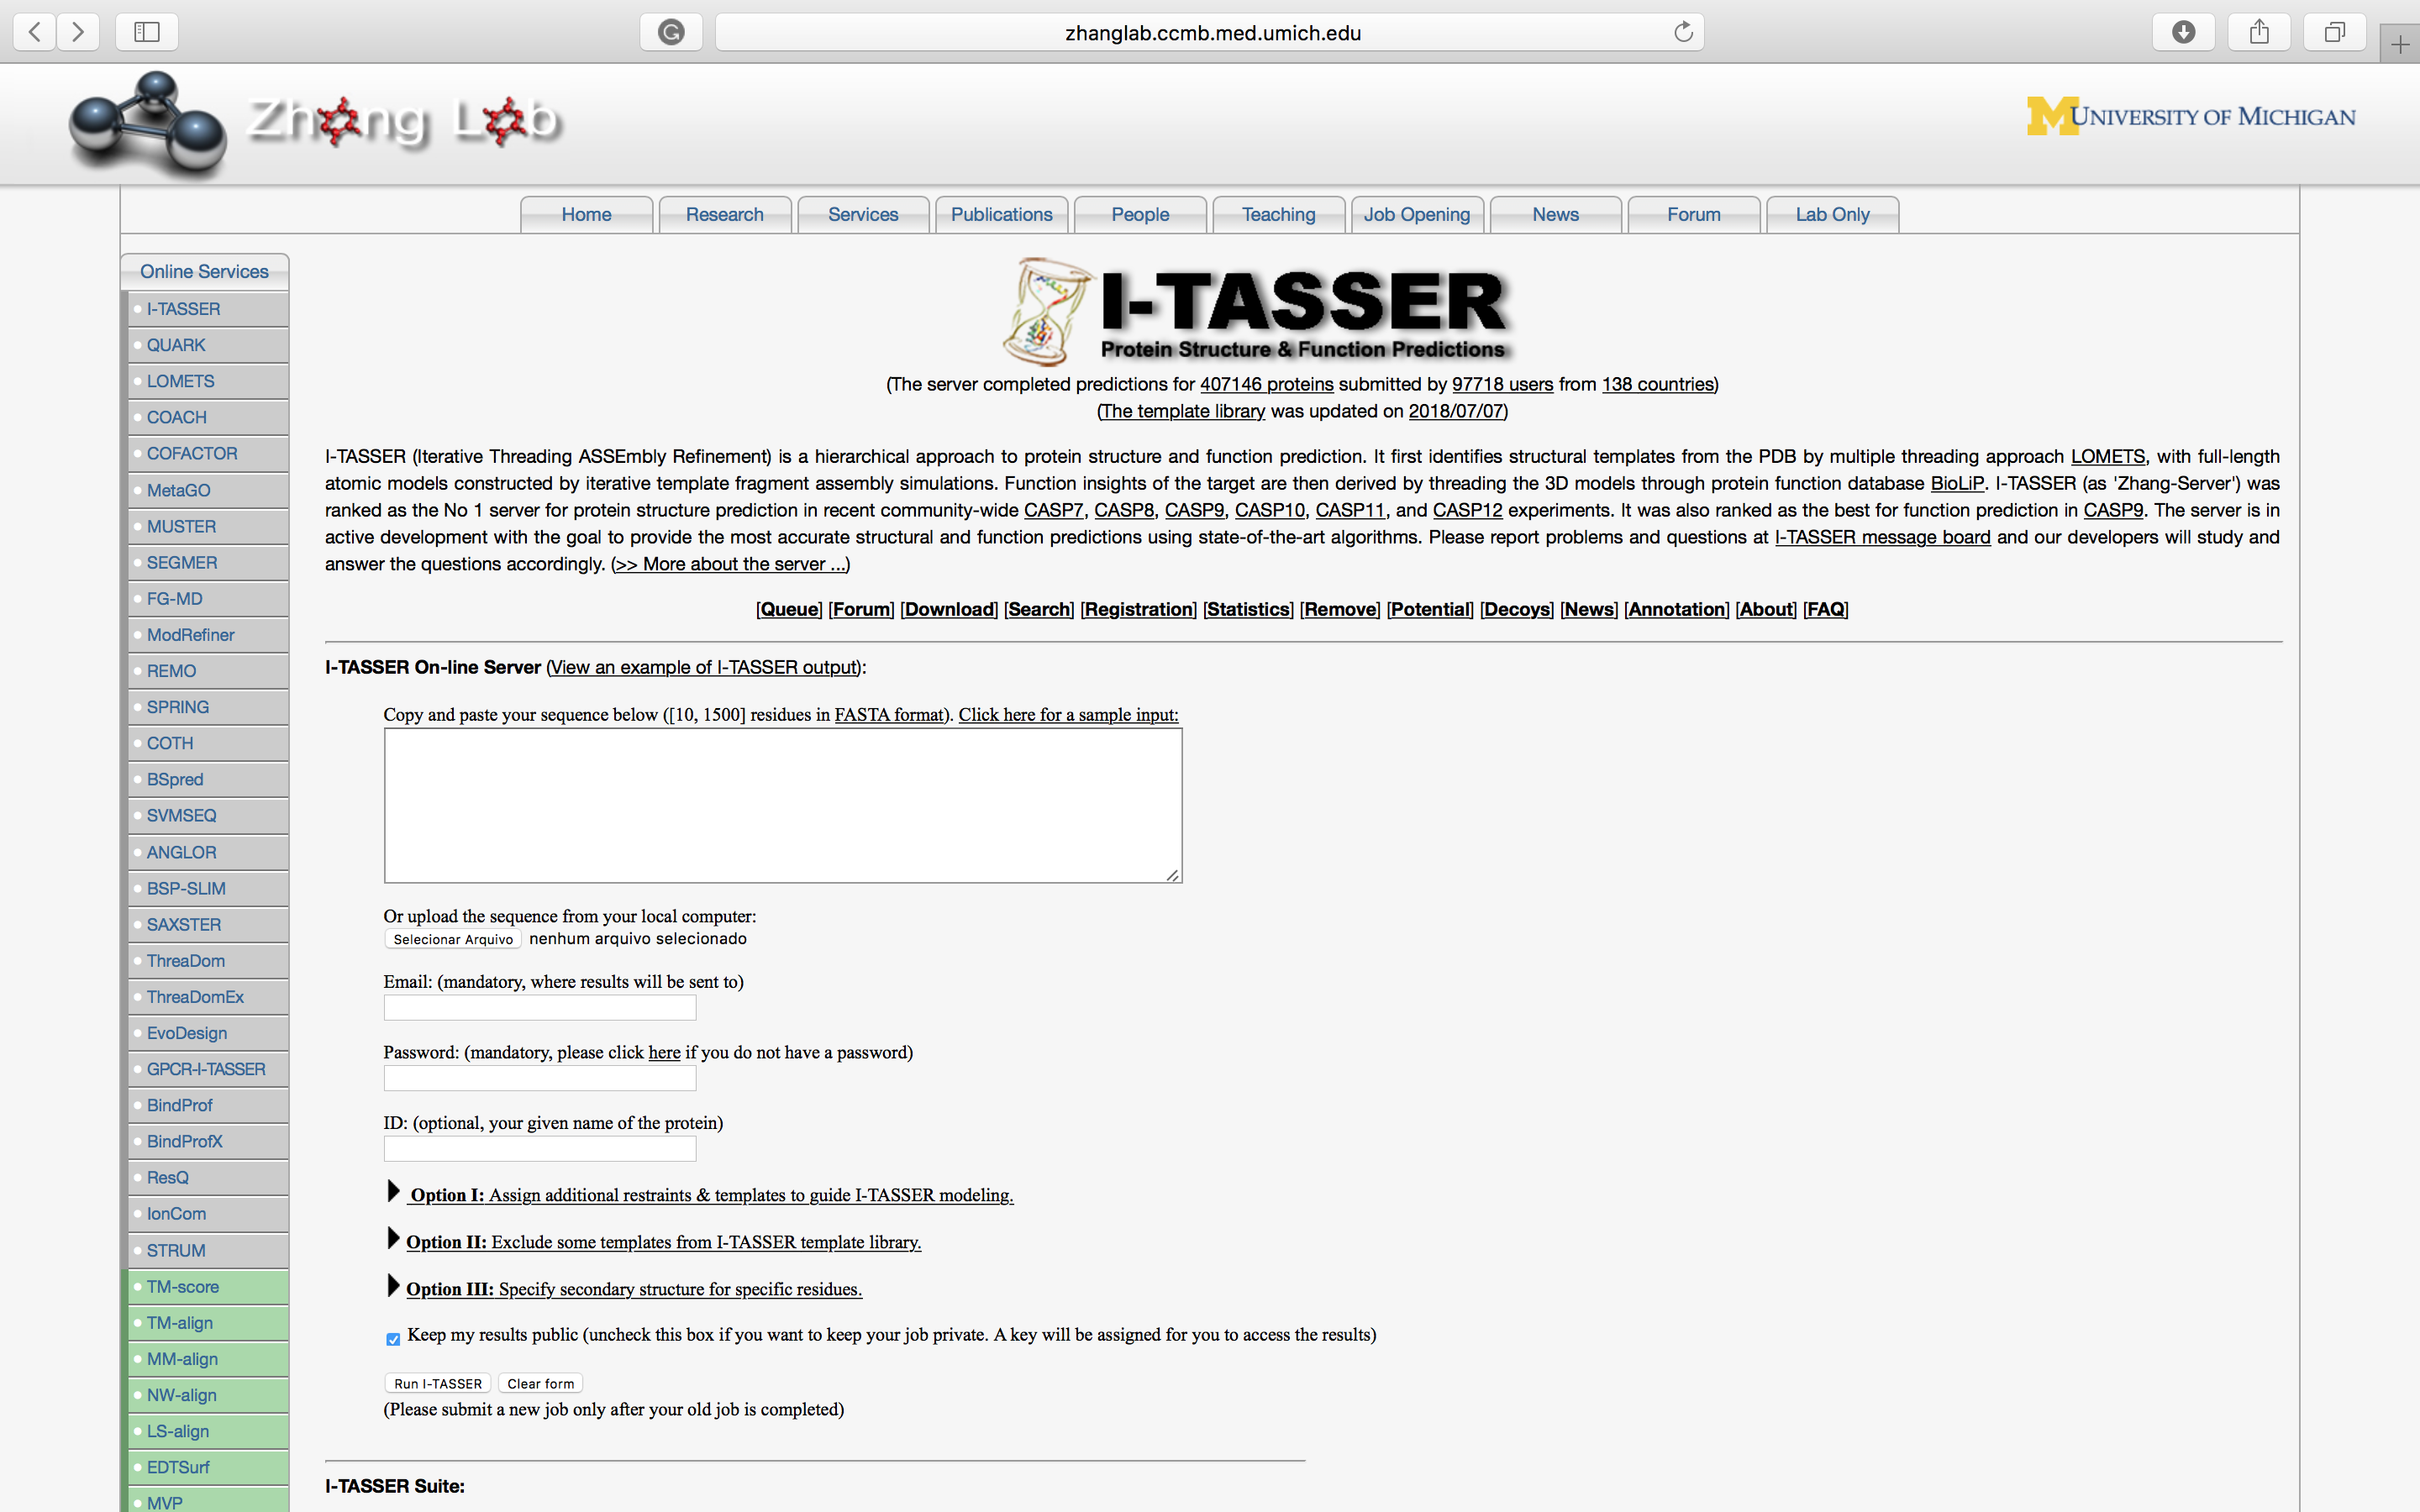 zhanglab.ccmb.med.umich.edu
Zhang Lab
UNIVERSITY OF MICHIGAN
Home Research Services Publications People Teaching Job Opening News Forum Lab Only
Online Services
I-TASSER
QUARK
LOMETS
COACH
COFACTOR
MetaGO
MUSTER
SEGMER
FG-MD
ModRefiner
REMO
SPRING
COTH
BSpred
SVMSEQ
ANGLOR
BSP-SLIM
SAXSTER
ThreaDom
ThreaDomEx
EvoDesign
GPCR-I-TASSER
BindProf
BindProfX
ResQ
IonCom
STRUM
TM-score
TM-align
MM-align
NW-align
LS-align
EDTSurf
MVP
I-TASSER
Protein Structure & Function Predictions
(The server completed predictions for 407146 proteins submitted by 97718 users from 138 countries)
(The template library was updated on 2018/07/07)
I-TASSER (Iterative Threading ASSEmbly Refinement) is a hierarchical approach to protein structure and function prediction. It first identifies structural templates from the PDB by multiple threading approach LOMETS, with full-length
atomic models constructed by iterative template fragment assembly simulations. Function insights of the target are then derived by threading the 3D models through protein function database BioLiP. I-TASSER (as 'Zhang-Server') was
ranked as the No 1 server for protein structure prediction in recent community-wide CASP7, CASP8, CASP9, CASP10, CASP11, and CASP12 experiments. It was also ranked as the best for function prediction in CASP9. The server is in
active development with the goal to provide the most accurate structural and function predictions using state-of-the-art algorithms. Please report problems and questions at I-TASSER message board and our developers will study and
answer the questions accordingly. (>> More about the server ...)
[Queue] [Forum] [Download] [Search] [Registration] [Statistics] [Remove] [Potential] [Decoys] [News] [Annotation] [About] [FAQ]
I-TASSER On-line Server (View an example of I-TASSER output):
Copy and paste your sequence below ([10, 1500] residues in FASTA format). Click here for a sample input:
Or upload the sequence from your local computer:
Selecionar Arquivo nenhum arquivo selecionado
Email: (mandatory, where results will be sent to)
Password: (mandatory, please click here if you do not have a password)
ID: (optional, your given name of the protein)
Option I: Assign additional restraints & templates to guide I-TASSER modeling.
Option II: Exclude some templates from I-TASSER template library.
Option III: Specify secondary structure for specific residues.
Keep my results public (uncheck this box if you want to keep your job private. A key will be assigned for you to access the results)
Run I-TASSER Clear form
(Please submit a new job only after your old job is completed)
I-TASSER Suite: